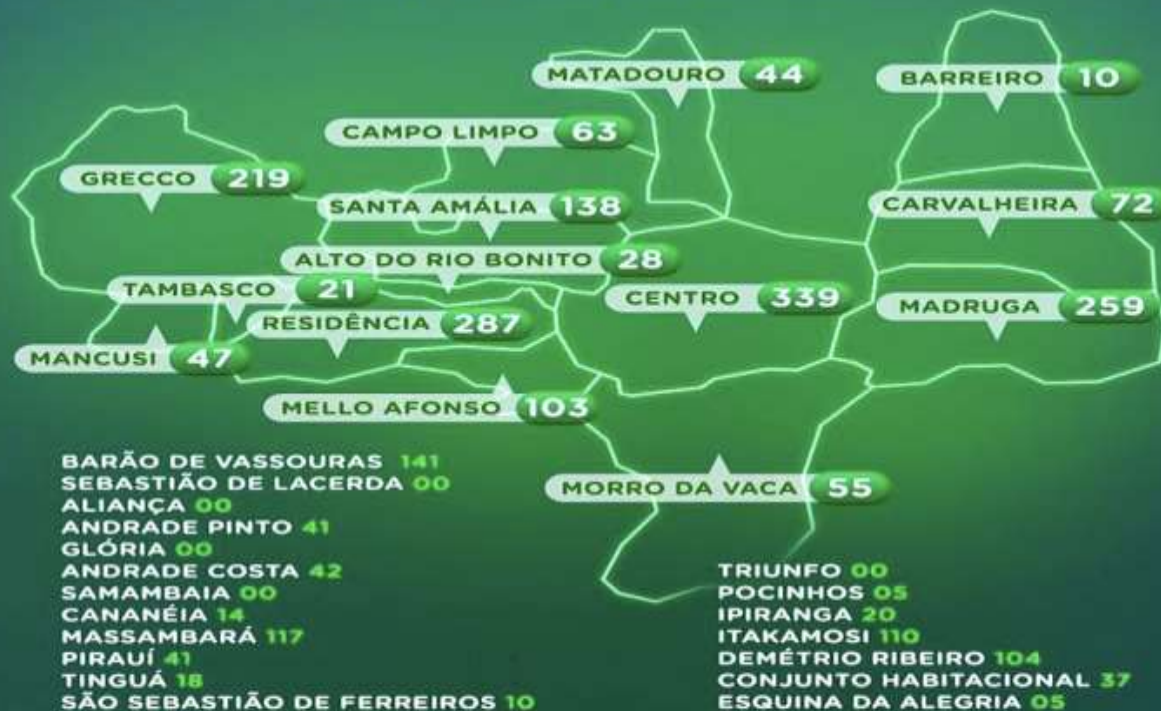 MATADOURO 44
BARREIRO 10
CAMPO LIMPO 63
GRECCO 219
SANTA AMÁLIA 138
CARVALHEIRA 72
ALTO DO RIO BONITO 28
TAMBASCO 21
CENTRO 339
MADRUGA 259
RESIDÊNCIA 287
MANCUSI 47
MELLO AFONSO 103
MORRO DA VACA 55
BARÃO DE VASSOURAS 141
SEBASTIÃO DE LACERDA 00
ALIANÇA 00
ANDRADE PINTO 41
GLÓRIA 00
ANDRADE COSTA 42
SAMAMBAIA 00
CANANÉIA 14
MASSAMBARÁ 117
PIRAUÍ 41
TINGUÁ 18
SÃO SEBASTIÃO DE FERREIROS 10
TRIUNFO 00
POCINHOS 05
IPIRANGA 20
ITAKAMOSI 110
DEMÉTRIO RIBEIRO 104
CONJUNTO HABITACIONAL 37
ESQUINA DA ALEGRIA 05